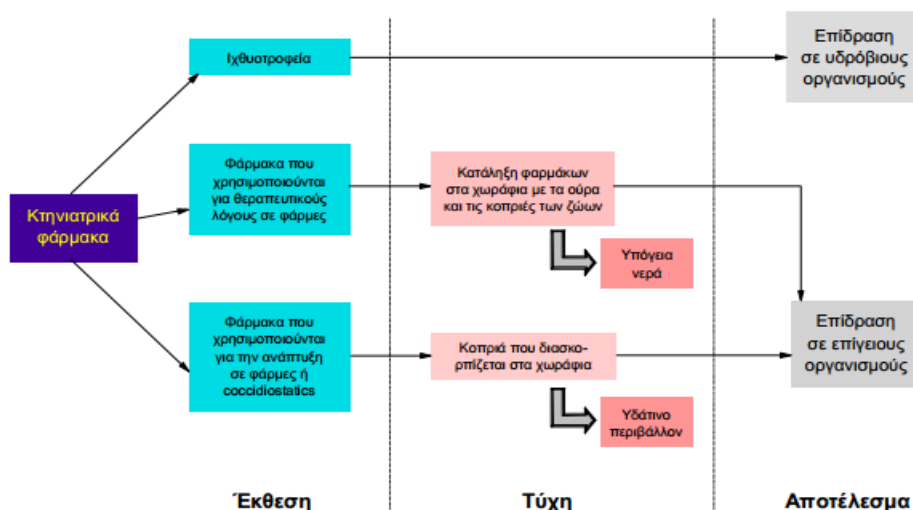 Ιχθυοτροφεία
Επίδραση
σε υδρόβιους
οργανισμούς
Φάρμακα που
χρησιμοποιούνται
για θεραπευτικούς
λόγους σε φάρμες
Κατάληξη φαρμάκων
στα χωράφια με τα ούρα
και τις κοπριές των ζώων
Κτηνιατρικά
φάρμακα
Υπόγεια
νερά
Φάρμακα που
χρησιμοποιούνται
για την ανάπτυξη
σε φάρμες ή
coccidiostatics
Κοπριά που διασκο-
ρπίζεται στα χωράφια
Επίδραση
σε επίγειους
οργανισμούς
Υδάτινο
περιβάλλον
Έκθεση
Τύχη
Αποτέλεσμα